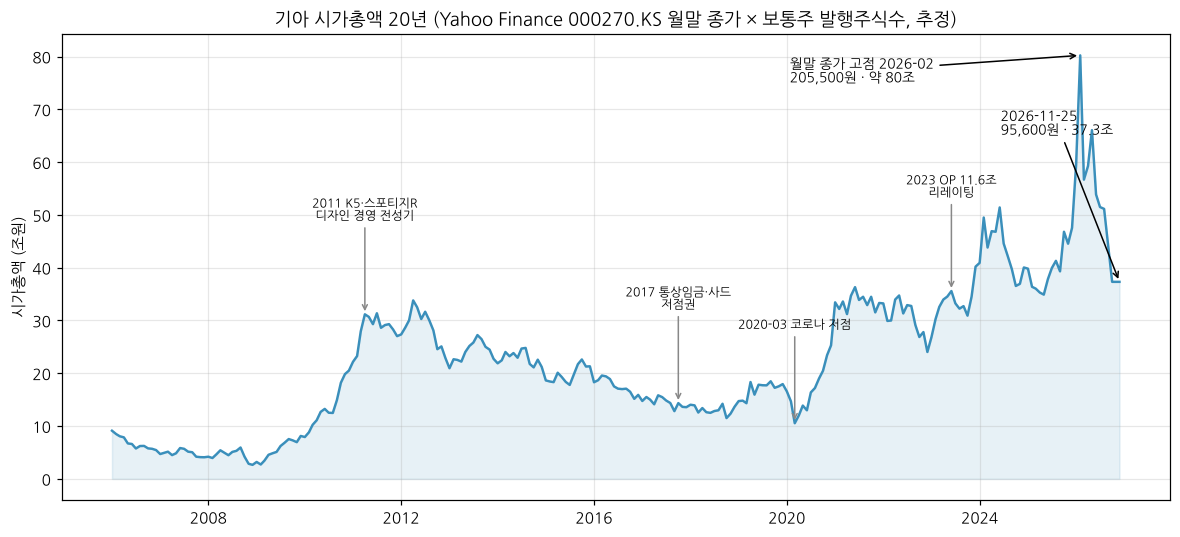 기아 시가총액 20년 (Yahoo Finance 000270.KS 월말 종가 × 보통주 발행주식수, 추정)
시가총액 (조원)
80
70
60
50
40
30
20
10
0
월말 종가 고점 2026-02
205,500원 · 약 80조
2026-11-25
95,600원 · 37.3조
2023 OP 11.6조
리레이팅
2011 K5·스포티지R
디자인 경영 전성기
2017 통상임금·사드
저점권
2020-03 코로나 저점
2008
2012
2016
2020
2024